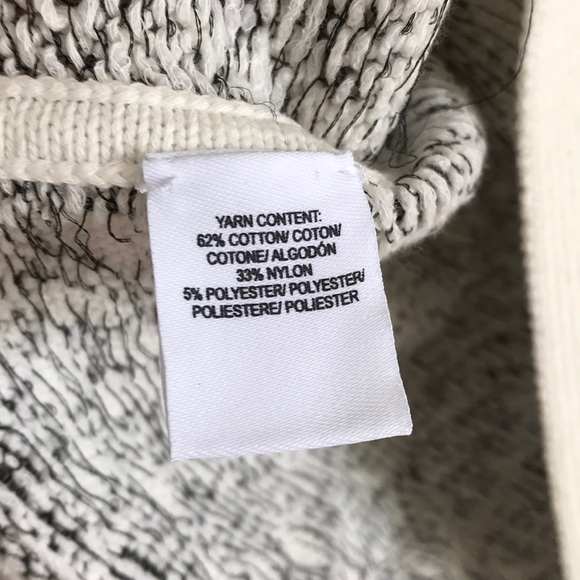 YARN CONTENT:
62% COTTON/ COTON/
COTONE/ ALGODÓN
33% NYLON
5% POLYESTER/ POLYESTER/
POLIESTERE/ POLIESTER